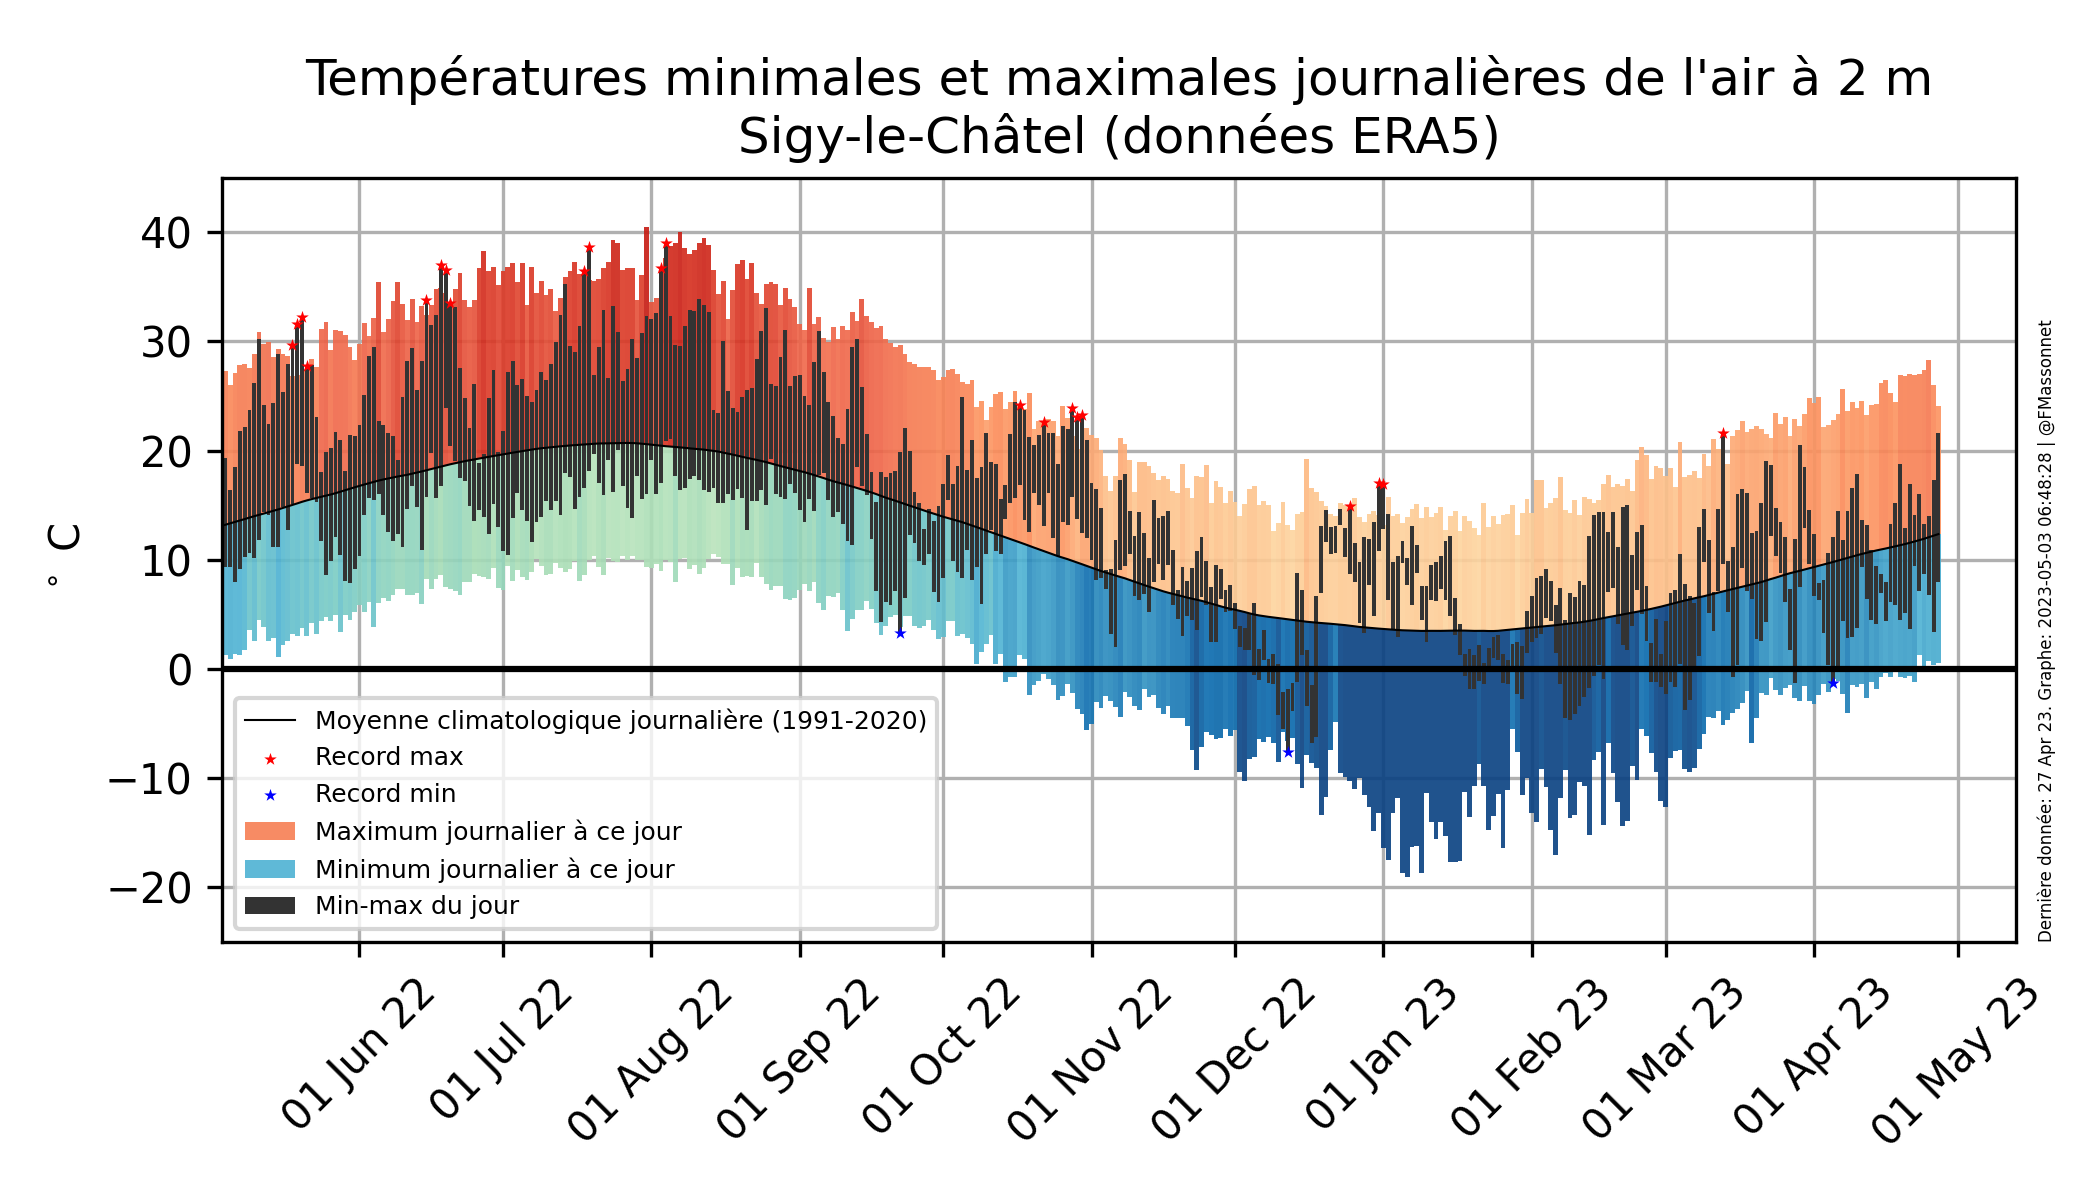 Températures minimales et maximales journalières de l'air à 2 m
Sigy-le-Châtel (données ERA5)
40
30
20
10
0
−10
−20
° C
Moyenne climatologique journalière (1991-2020)
Record max
Record min
Maximum journalier à ce jour
Minimum journalier à ce jour
Min-max du jour
01 Jun 22
01 Jul 22
01 Aug 22
01 Sep 22
01 Oct 22
01 Nov 22
01 Dec 22
01 Jan 23
01 Feb 23
01 Mar 23
01 Apr 23
01 May 23
Dernière donnée: 27 Apr 23. Graphe: 2023-05-03 06:48:28 | @FMassonnet